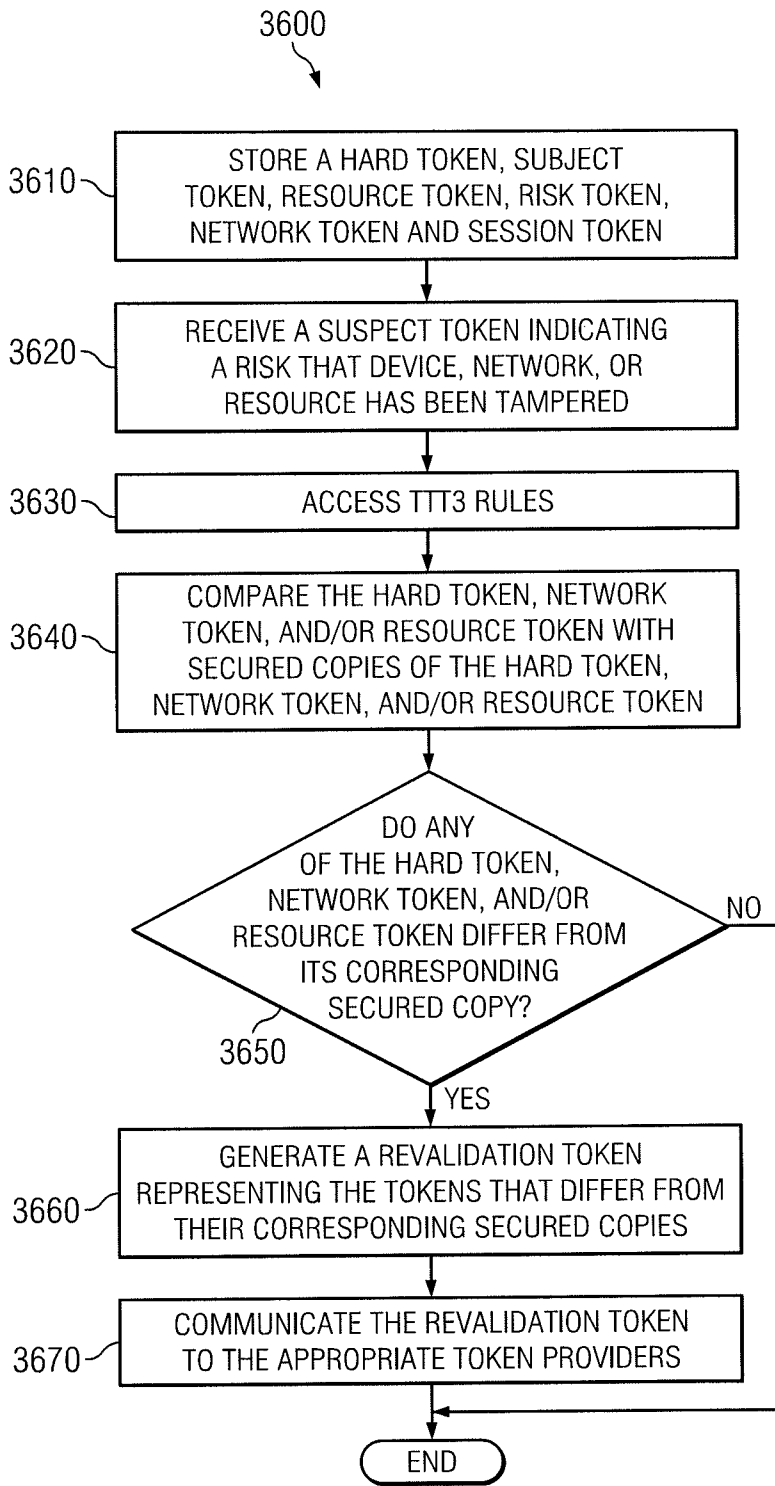 3600
3610
STORE A HARD TOKEN, SUBJECT
TOKEN, RESOURCE TOKEN, RISK TOKEN,
NETWORK TOKEN AND SESSION TOKEN
3620
RECEIVE A SUSPECT TOKEN INDICATING
A RISK THAT DEVICE, NETWORK, OR
RESOURCE HAS BEEN TAMPERED
3630
ACCESS TTT3 RULES
3640
COMPARE THE HARD TOKEN, NETWORK
TOKEN, AND/OR RESOURCE TOKEN WITH
SECURED COPIES OF THE HARD TOKEN,
NETWORK TOKEN, AND/OR RESOURCE TOKEN
DO ANY
OF THE HARD TOKEN,
NETWORK TOKEN, AND/OR
RESOURCE TOKEN DIFFER FROM
ITS CORRESPONDING
SECURED COPY?
NO
3650
YES
3660
GENERATE A REVALIDATION TOKEN
REPRESENTING THE TOKENS THAT DIFFER FROM
THEIR CORRESPONDING SECURED COPIES
3670
COMMUNICATE THE REVALIDATION TOKEN
TO THE APPROPRIATE TOKEN PROVIDERS
END